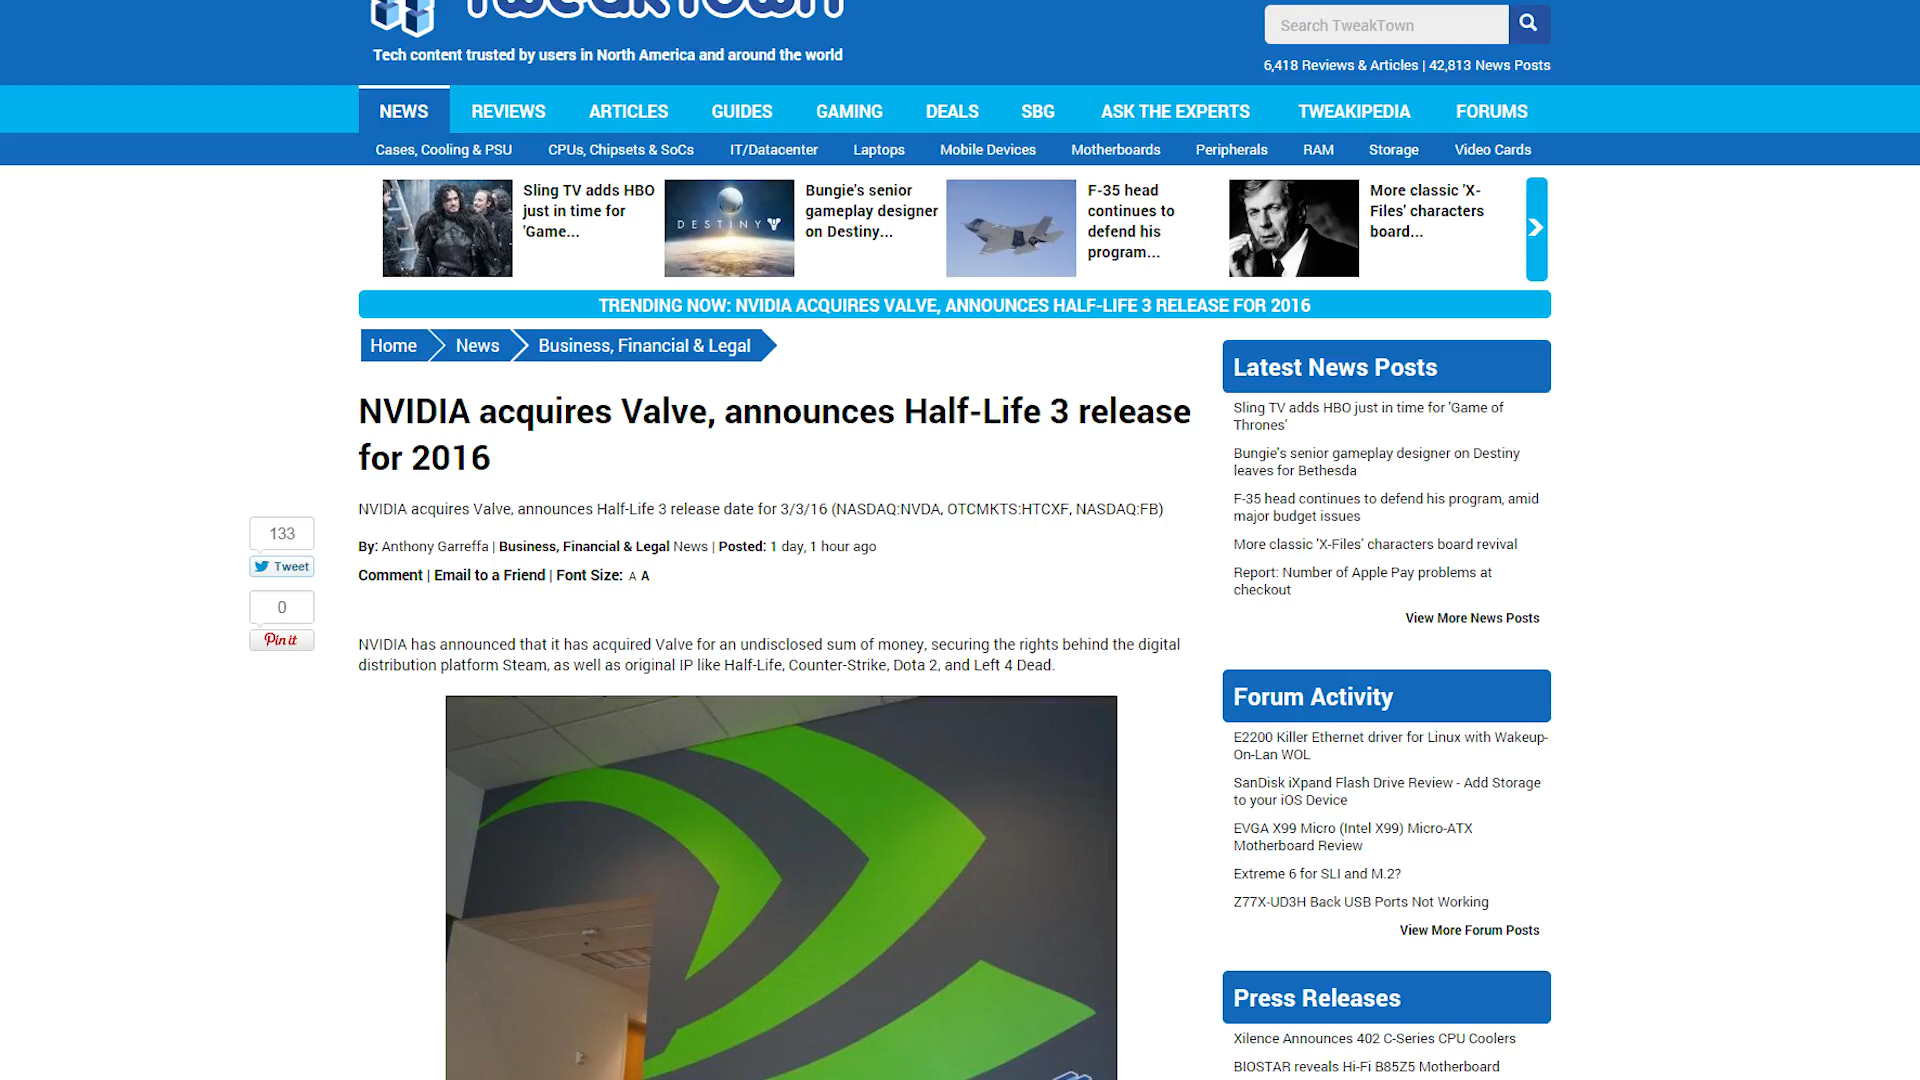 TweakTown
Tech content trusted by users in North America and around the world
Search TweakTown
6,418 Reviews & Articles | 42,813 News Posts
NEWS REVIEWS ARTICLES GUIDES GAMING DEALS SBG ASK THE EXPERTS TWEAKIPEDIA FORUMS
Cases, Cooling & PSU CPUs, Chipsets & SoCs IT/Datacenter Laptops Mobile Devices Motherboards Peripherals RAM Storage Video Cards
Sling TV adds HBO
just in time for
'Game...
DESTINY
Bungie's senior
gameplay designer
on Destiny...
F-35 head
continues to
defend his
program...
More classic 'X-
Files' characters
board...
TRENDING NOW: NVIDIA ACQUIRES VALVE, ANNOUNCES HALF-LIFE 3 RELEASE FOR 2016
Home News Business, Financial & Legal
NVIDIA acquires Valve, announces Half-Life 3 release
for 2016
NVIDIA acquires Valve, announces Half-Life 3 release date for 3/3/16 (NASDAQ:NVDA, OTCMKTS:HTCXF, NASDAQ:FB)
By: Anthony Garreffa | Business, Financial & Legal News | Posted: 1 day, 1 hour ago
Comment | Email to a Friend | Font Size: A A
133
Tweet
0
Pin it
NVIDIA has announced that it has acquired Valve for an undisclosed sum of money, securing the rights behind the digital
distribution platform Steam, as well as original IP like Half-Life, Counter-Strike, Dota 2, and Left 4 Dead.
Latest News Posts
Sling TV adds HBO just in time for 'Game of
Thrones'
Bungie's senior gameplay designer on Destiny
leaves for Bethesda
F-35 head continues to defend his program, amid
major budget issues
More classic 'X-Files' characters board revival
Report: Number of Apple Pay problems at
checkout
View More News Posts
Forum Activity
E2200 Killer Ethernet driver for Linux with Wakeup-
On-Lan WOL
SanDisk iXpand Flash Drive Review - Add Storage
to your iOS Device
EVGA X99 Micro (Intel X99) Micro-ATX
Motherboard Review
Extreme 6 for SLI and M.2?
Z77X-UD3H Back USB Ports Not Working
View More Forum Posts
Press Releases
Xilence Announces 402 C-Series CPU Coolers
BIOSTAR reveals Hi-Fi B85Z5 Motherboard